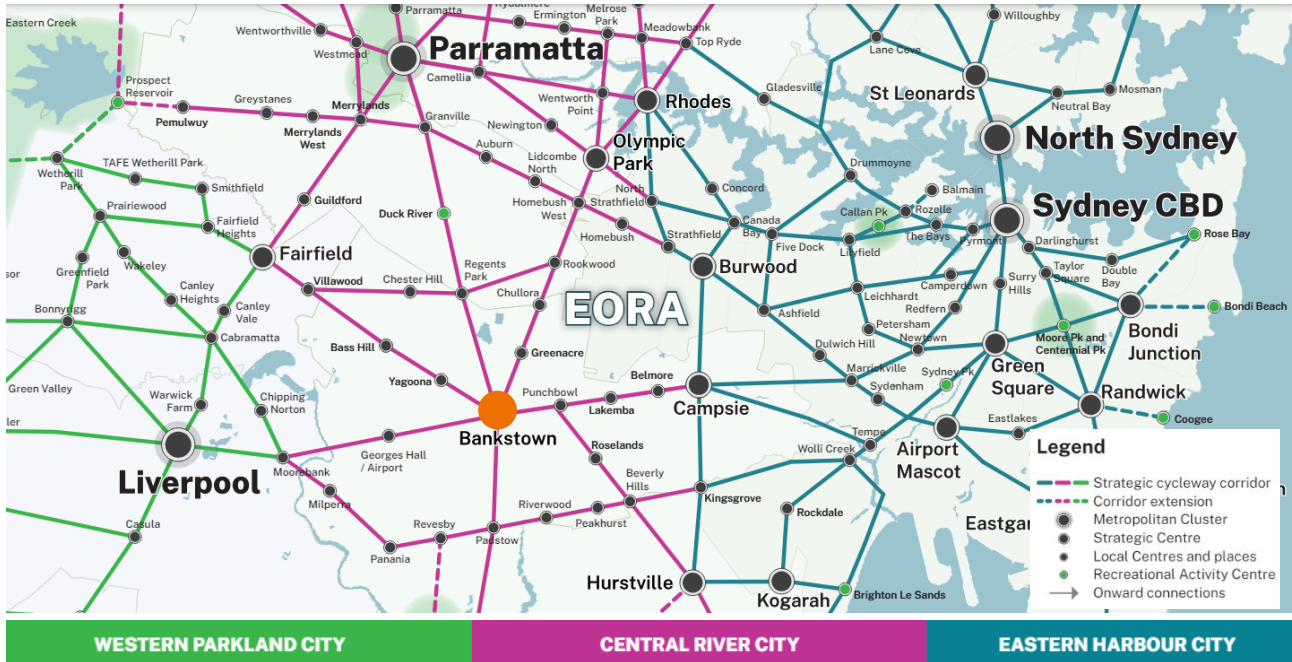 Eastern Creek
Parramatta
Ermington
Melrose
Park
Meadowbank
Willoughby
Wentworthville
Westmead
Parramatta
Top Ryde
Lane Cove
Camellia
Prospect
Reservoir
Gladesville
St Leonards
Mosman
Neutral Bay
Greystanes
Merrylands
Wentworth
Point
Rhodes
Pemulwuy
Merrylands
West
Granville
Newington
North Sydney
Auburn
Olympic
Park
Lidcombe
North
TAFE Wetherill Park
Drummoyne
Wetherill
Park
Smithfield
Concord
Balmain
Guildford
Homebush
West
North
Strathfield
Callan Pk
Rozelle
Sydney CBD
Prairiewood
Duck River
Canada
Bay
Fairfield
Heights
Homebush
Strathfield
Five Dock
The Bays
Pyrmont
Rose Bay
Darlinghurst
Lilyfield
Fairfield
Wakeley
Greenfield
Park
Regents
Park
Rookwood
Burwood
Taylor
Square
Double
Bay
Villawood
Chester Hill
Camperdown
Surry
Hills
Canley
Heights
Chullora
EORA
Leichhardt
Redfern
Bonnyrigg
Canley
Vale
Ashfield
Bondi Beach
Petersham
Newtown
Cabramatta
Bass Hill
Dulwich Hill
Moore Pk and
Centennial Pk
Bondi
Junction
Greenacre
Marrickville
Sydney Pk
Green
Square
Green Valley
Yagoona
Punchbowl
Belmore
Sydenham
Randwick
Warwick
Farm
Chipping
Norton
Lakemba
Campsie
Coogee
Eastlakes
Bankstown
Tempe
Roselands
Wolli Creek
Airport
Mascot
Georges Hall
/ Airport
Moorebank
Liverpool
Beverly
Hills
Kingsgrove
Milperra
Riverwood
Peakhurst
Rockdale
Casula
Revesby
Padstow
Panania
Eastgar
Hurstville
Kogarah
Brighton Le Sands
Legend
Strategic cycleway corridor
Corridor extension
Metropolitan Cluster
Strategic Centre
Local Centres and places
Recreational Activity Centre
Onward connections
WESTERN PARKLAND CITY
CENTRAL RIVER CITY
EASTERN HARBOUR CITY